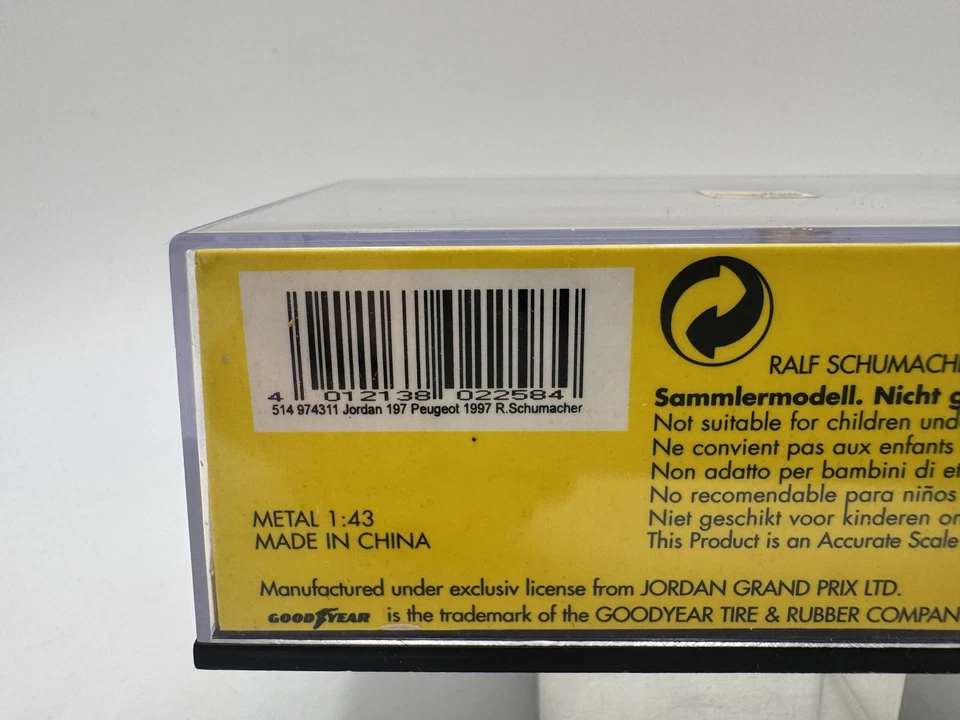 4 012138 022584
514 974311 Jordan 197 Peugeot 1997 R.Schumacher
METAL 1:43
MADE IN CHINA
RALF SCHUMACH
Sammlermodell. Nicht g
Not suitable for children und
Ne convient pas aux enfants
Non adatto per bambini di et
No recomendable para niños
Niet geschikt voor kinderen on
This Product is an Accurate Scale
Manufactured under exclusiv license from JORDAN GRAND PRIX LTD.
GOODYEAR is the trademark of the GOODYEAR TIRE & RUBBER COMPAN